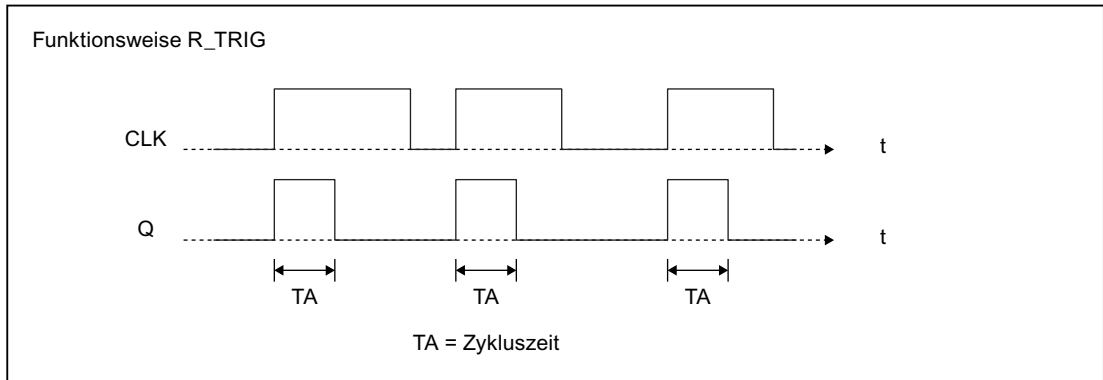 Funktionsweise R_TRIG
CLK
t
Q
t
TA
TA
TA
TA = Zykluszeit